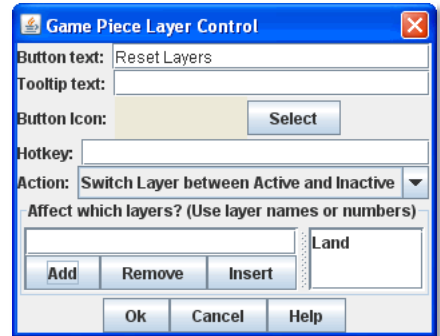 Game Piece Layer Control
Button text: Reset Layers
Tooltip text:
Button Icon: Select
Hotkey:
Action: Switch Layer between Active and Inactive
Affect which layers? (Use layer names or numbers)
Land
Add Remove Insert
Ok Cancel Help